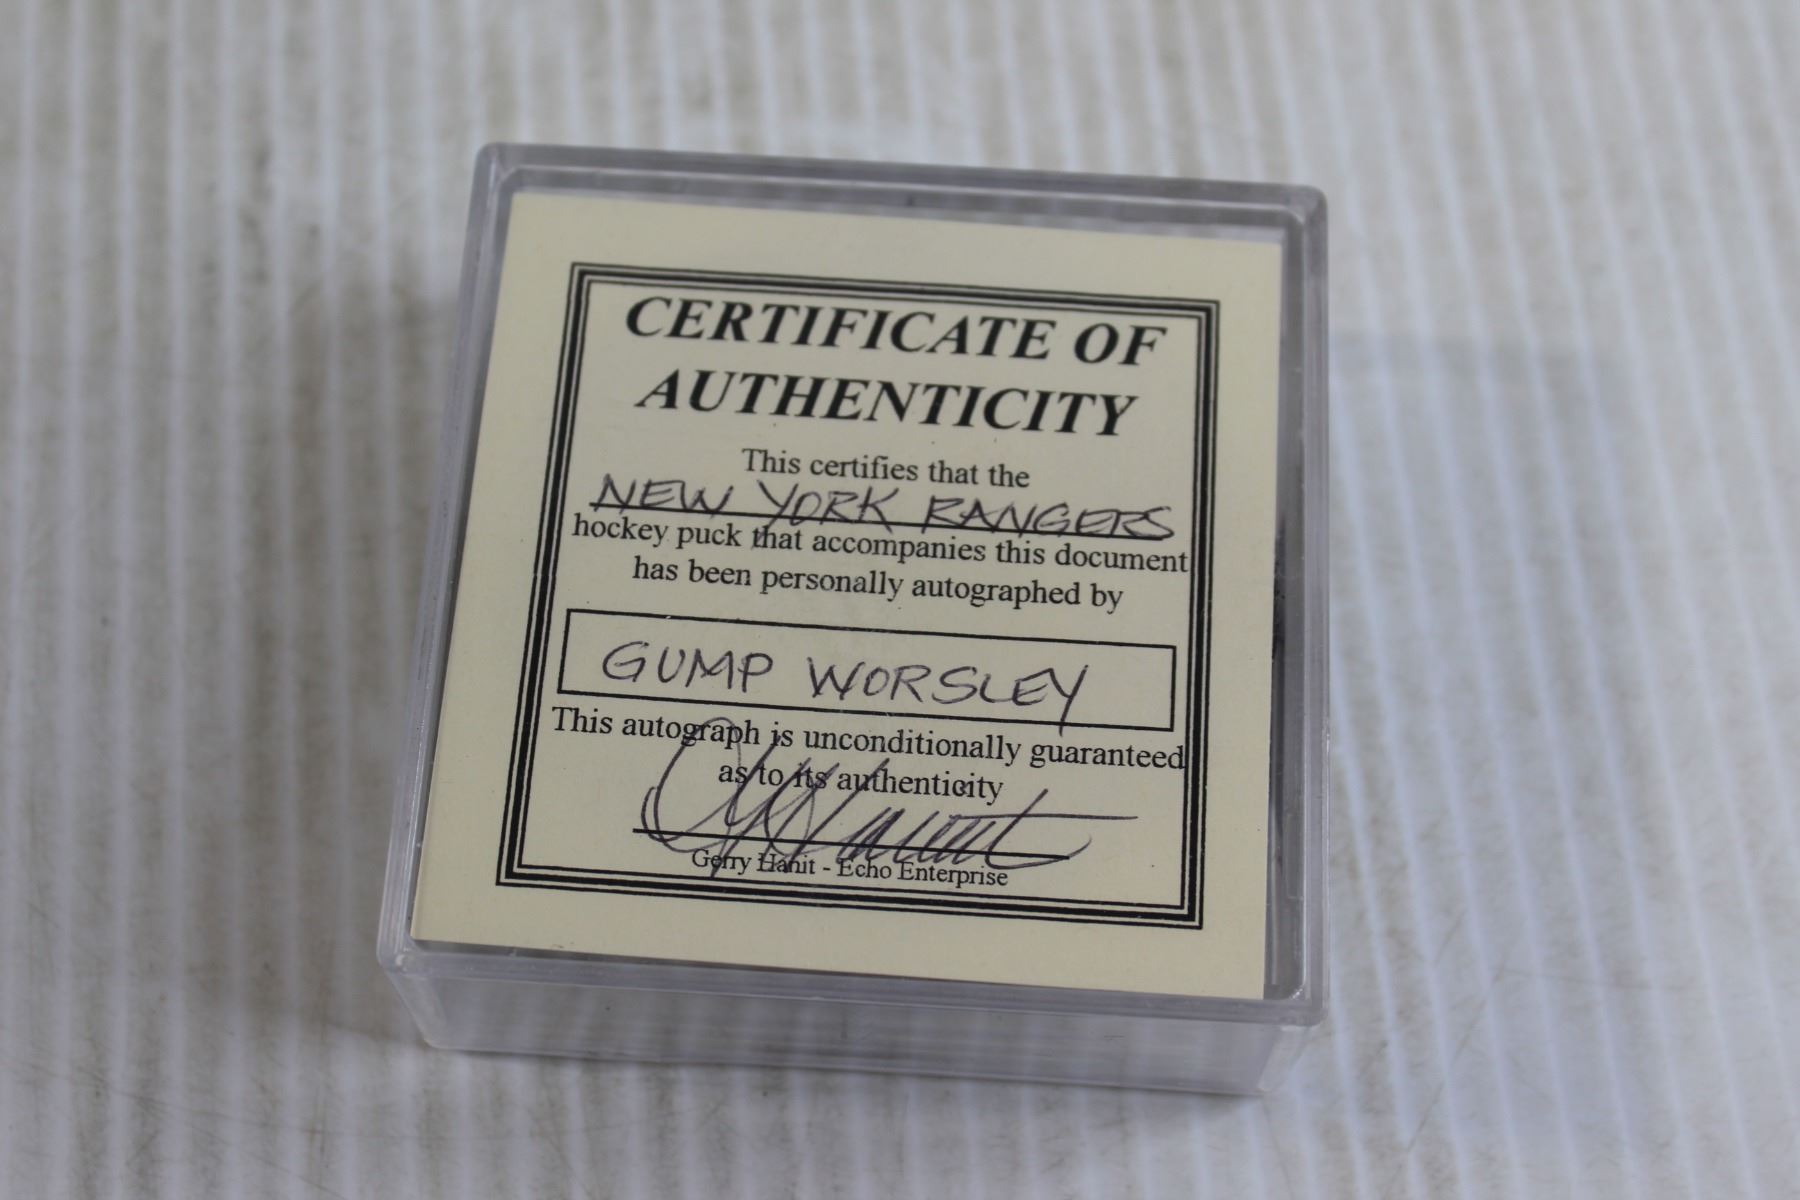 CERTIFICATE OF
AUTHENTICITY
This certifies that the
NEW YORK RANGERS
hockey puck that accompanies this document
has been personally autographed by
GUMP WORSLEY
This autograph is unconditionally guaranteed
as to its authenticity
Gerry Hanit - Echo Enterprise